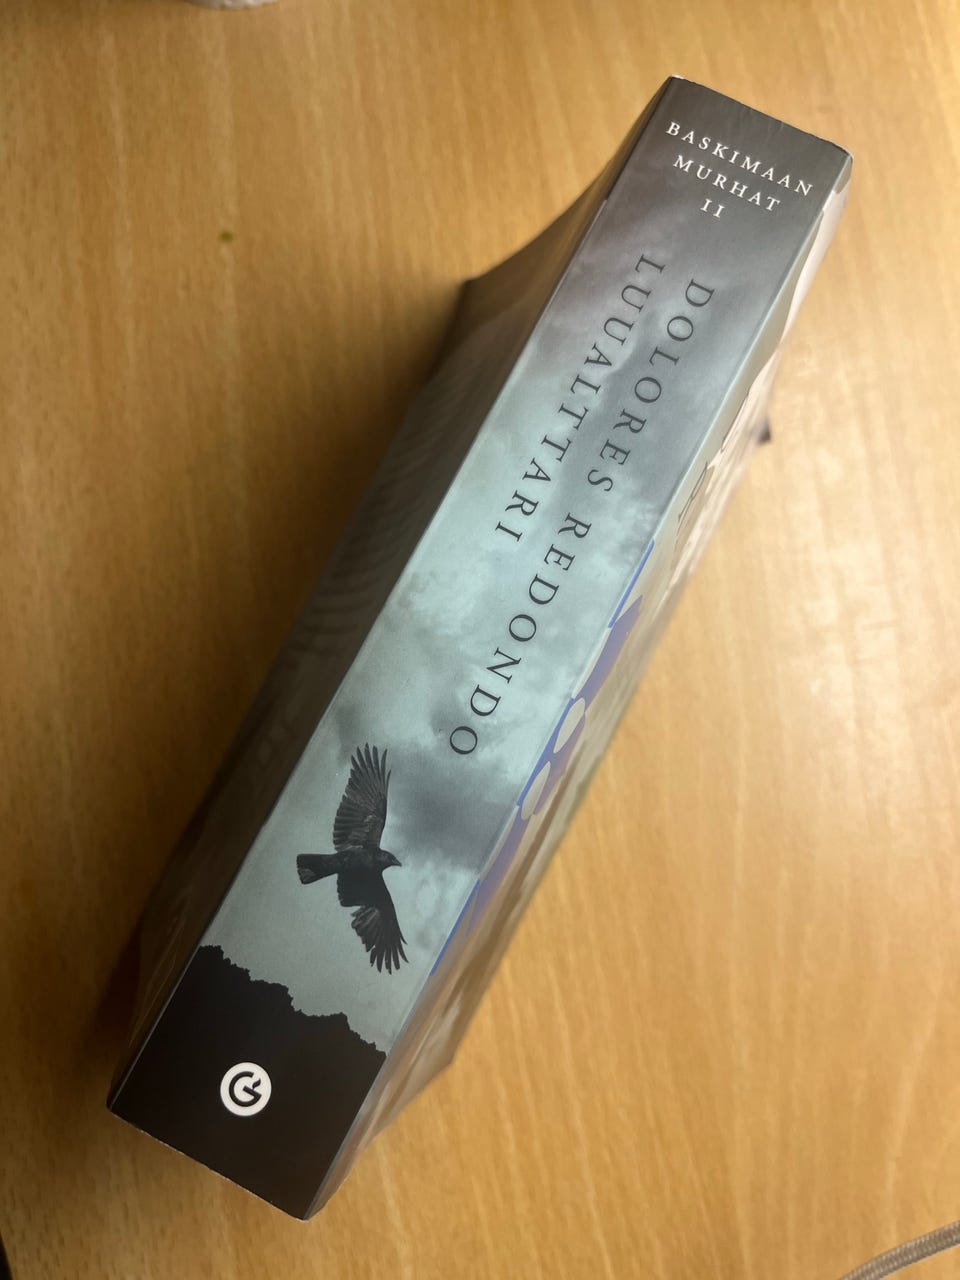 BASKIMAAN
MURHAT
II
DOLORES REDONDO
LUUALTTARI